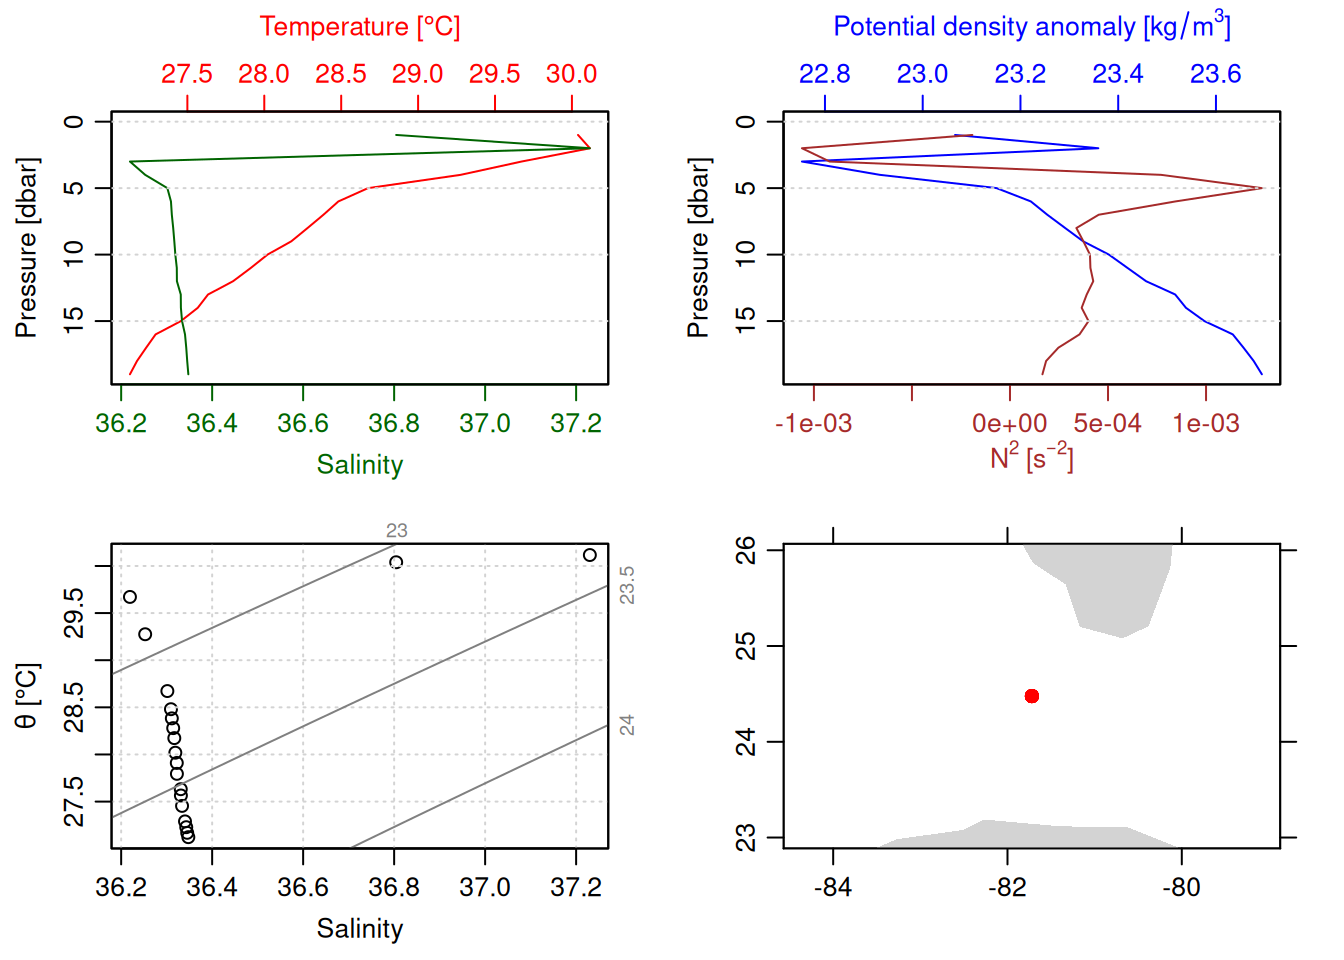 Temperature [°C]
27.5 28.0 28.5 29.0 29.5 30.0
Pressure [dbar]
0 5 10 15
36.2 36.4 36.6 36.8 37.0 37.2
Salinity
Potential density anomaly [kg/m³]
22.8 23.0 23.2 23.4 23.6
Pressure [dbar]
0 5 10 15
-1e-03 0e+00 5e-04 1e-03
N² [s⁻²]
23
23.5
24
θ [°C]
27.5 28.5 29.5
36.2 36.4 36.6 36.8 37.0 37.2
Salinity
26
25
24
23
-84 -82 -80